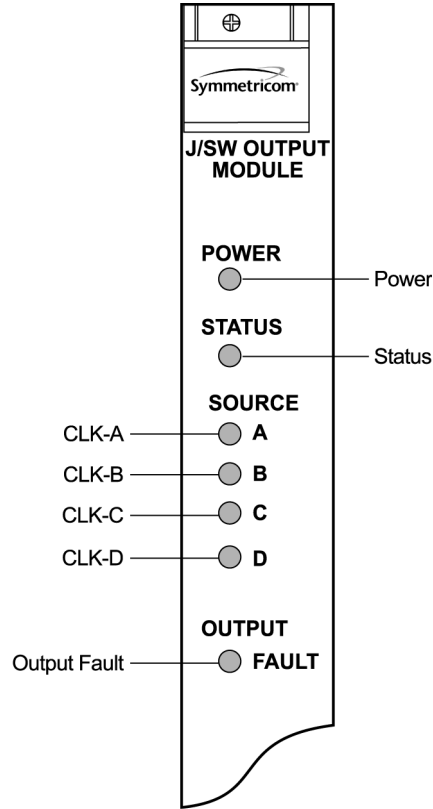 Symmetricom
J/SW OUTPUT
MODULE
POWER
Power
STATUS
Status
SOURCE
CLK-A A
CLK-B B
CLK-C C
CLK-D D
OUTPUT
Output Fault FAULT